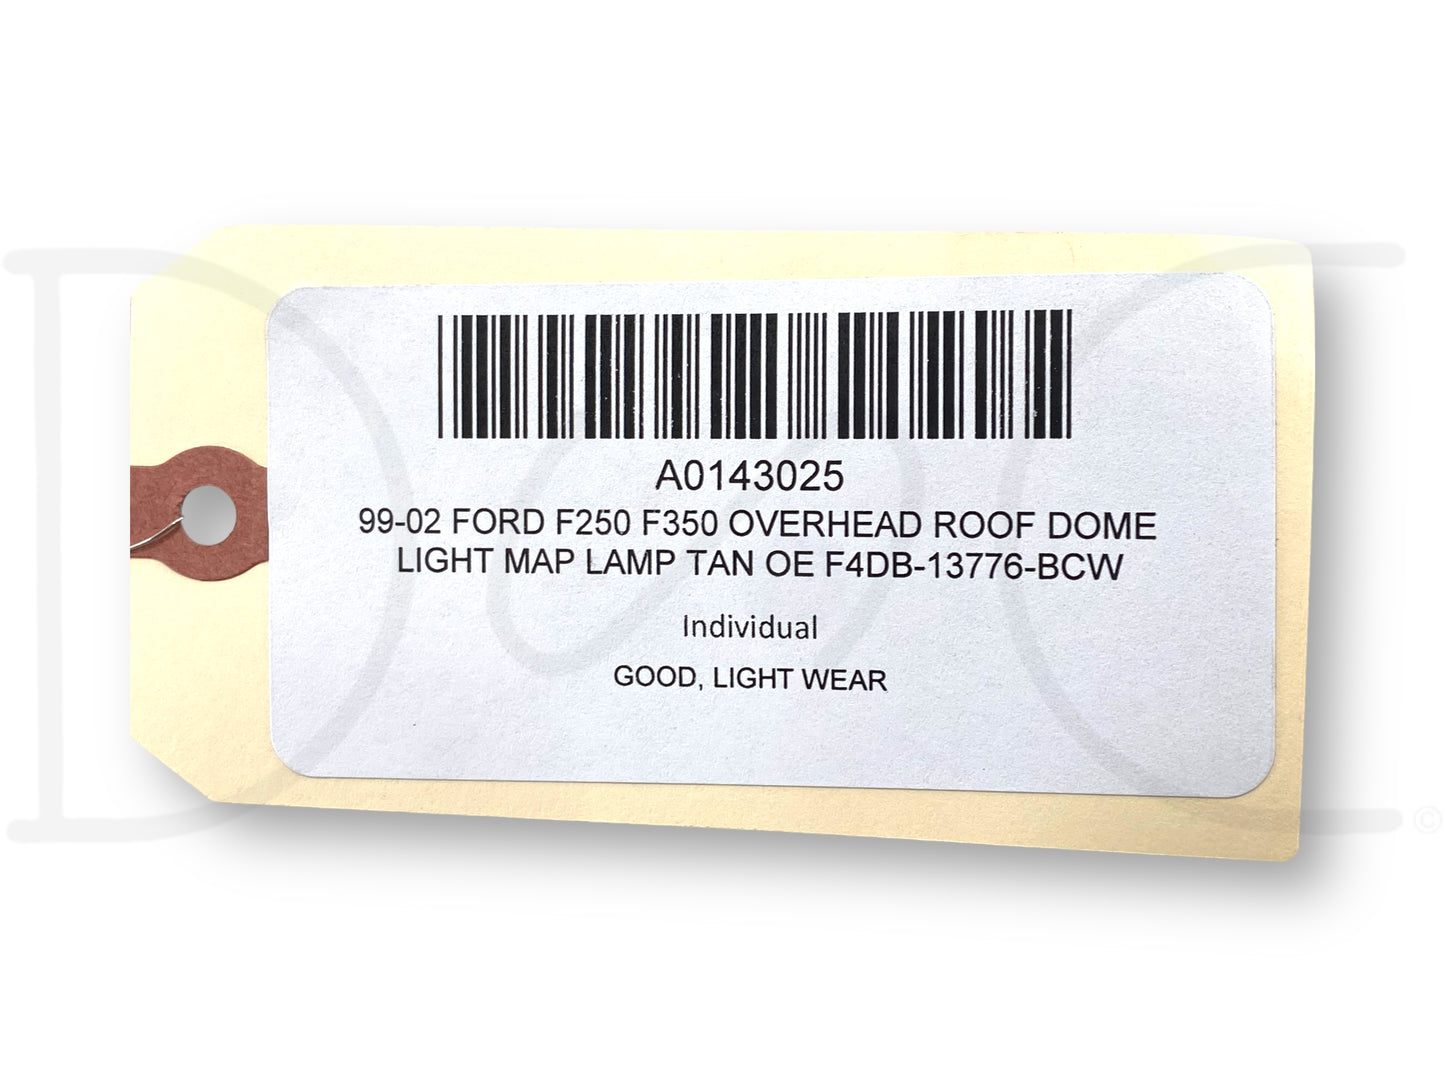 A0143025
99-02 FORD F250 F350 OVERHEAD ROOF DOME
LIGHT MAP LAMP TAN OE F4DB-13776-BCW
Individual
GOOD, LIGHT WEAR
©